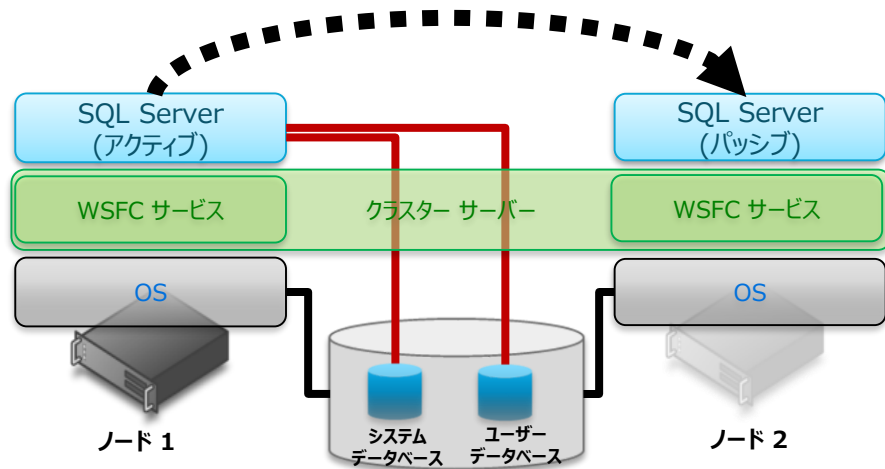 SQL Server
(アクティブ)
SQL Server
(パッシブ)
WSFC サービス
クラスター サーバー
WSFC サービス
OS
OS
システム
データベース
ユーザー
データベース
ノード 1
ノード 2